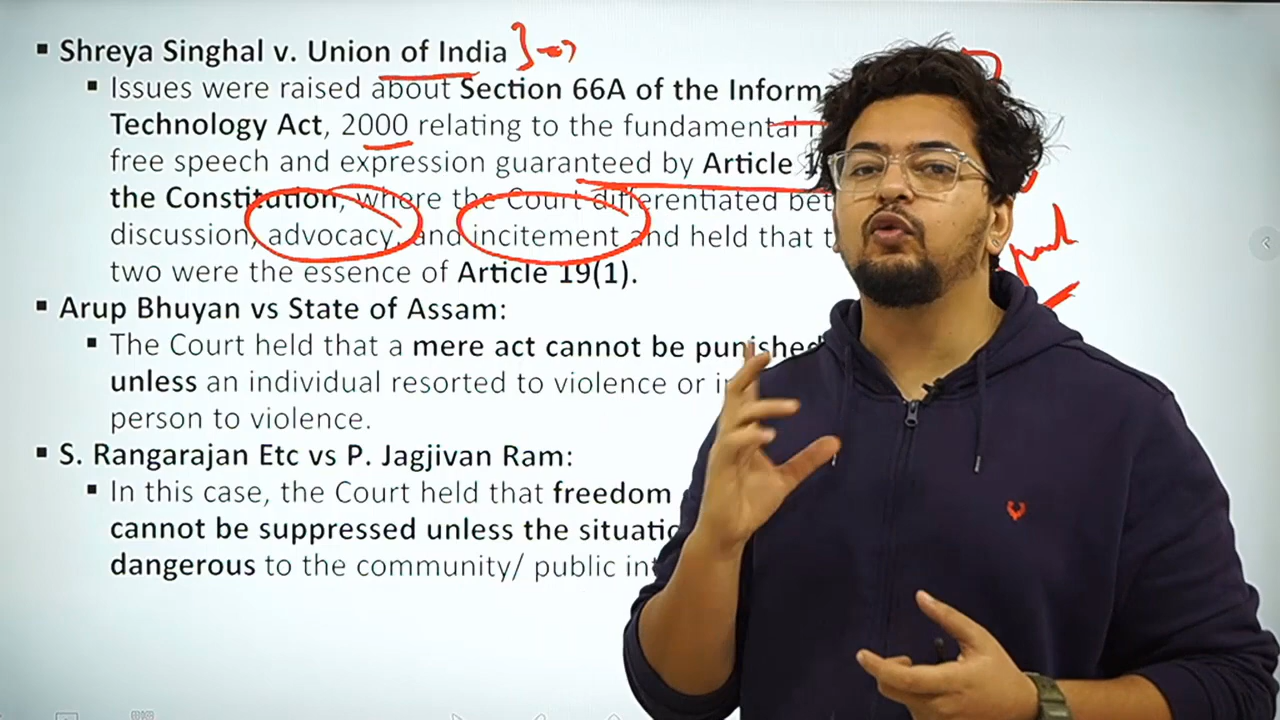 ▪ Shreya Singhal v. Union of India
▪ Issues were raised about Section 66A of the Informa
Technology Act, 2000 relating to the fundamental
free speech and expression guaranteed by Article 1
the Constitution, where the Court differentiated bet
discussion, advocacy, and incitement and held that t
two were the essence of Article 19(1).
▪ Arup Bhuyan vs State of Assam:
▪ The Court held that a mere act cannot be punished
unless an individual resorted to violence or i
person to violence.
▪ S. Rangarajan Etc vs P. Jagjivan Ram:
▪ In this case, the Court held that freedom
cannot be suppressed unless the situatio
dangerous to the community/ public int